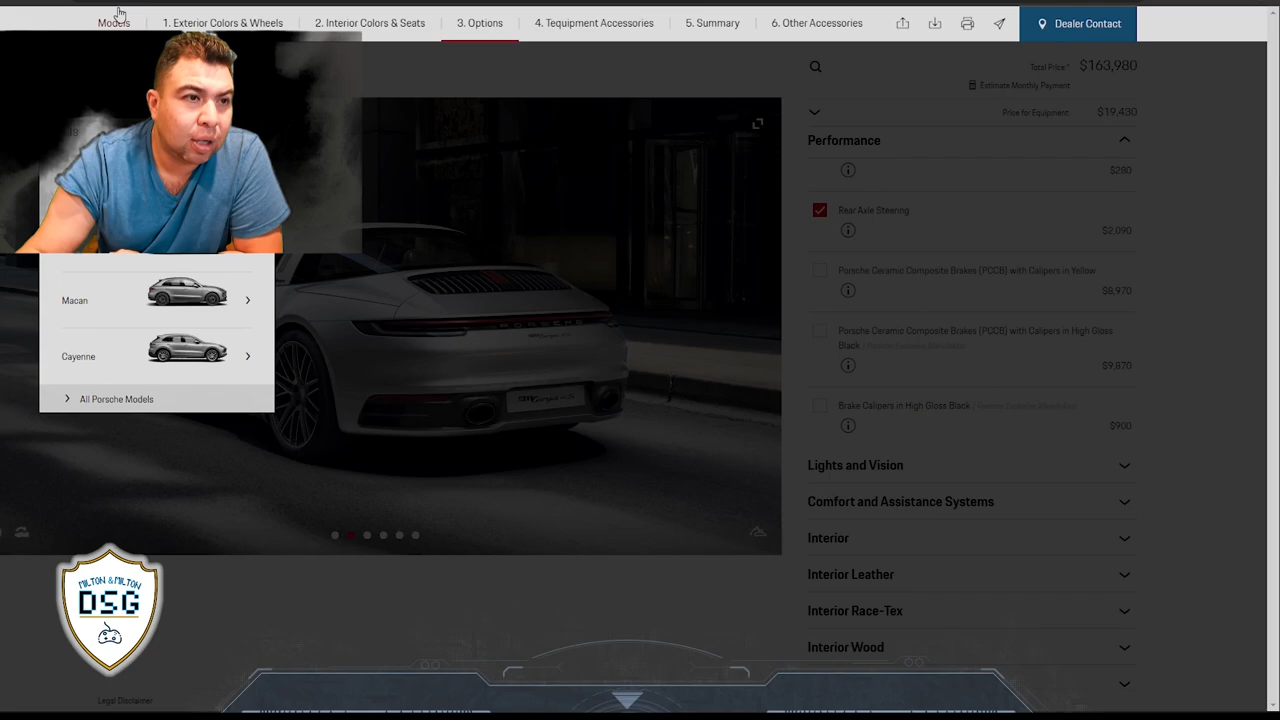 Models
1. Exterior Colors & Wheels
2. Interior Colors & Seats
3. Options
4. Tequipment Accessories
5. Summary
6. Other Accessories
Dealer Contact
Total Price * $163,980
Estimate Monthly Payment
Price for Equipment: $19,430
Performance
$280
Rear Axle Steering
$2,090
Porsche Ceramic Composite Brakes (PCCB) with Calipers in Yellow
$8,970
Porsche Ceramic Composite Brakes (PCCB) with Calipers in High Gloss
Black
$9,870
Brake Calipers in High Gloss Black
$900
Lights and Vision
Comfort and Assistance Systems
Interior
Interior Leather
Interior Race-Tex
Interior Wood
Macan
Cayenne
All Porsche Models
PORSCHE
MILTON & MILTON
DSG
Legal Disclaimer